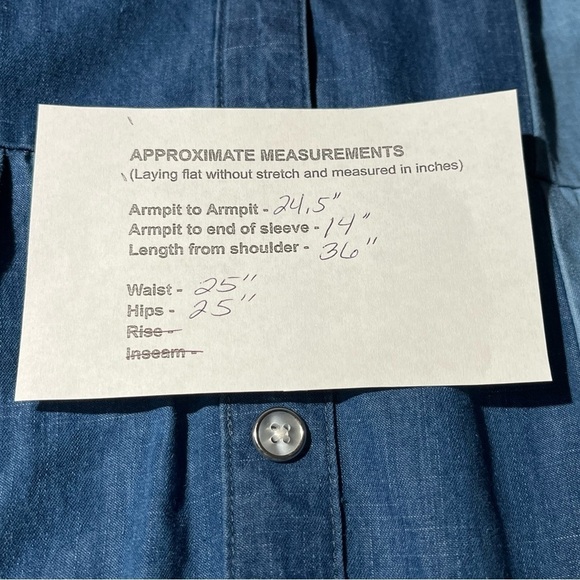 APPROXIMATE MEASUREMENTS
(Laying flat without stretch and measured in inches)
Armpit to Armpit - 24.5"
Armpit to end of sleeve - 14"
Length from shoulder - 36"
Waist - 25"
Hips - 25"
Rise -
Inseam -